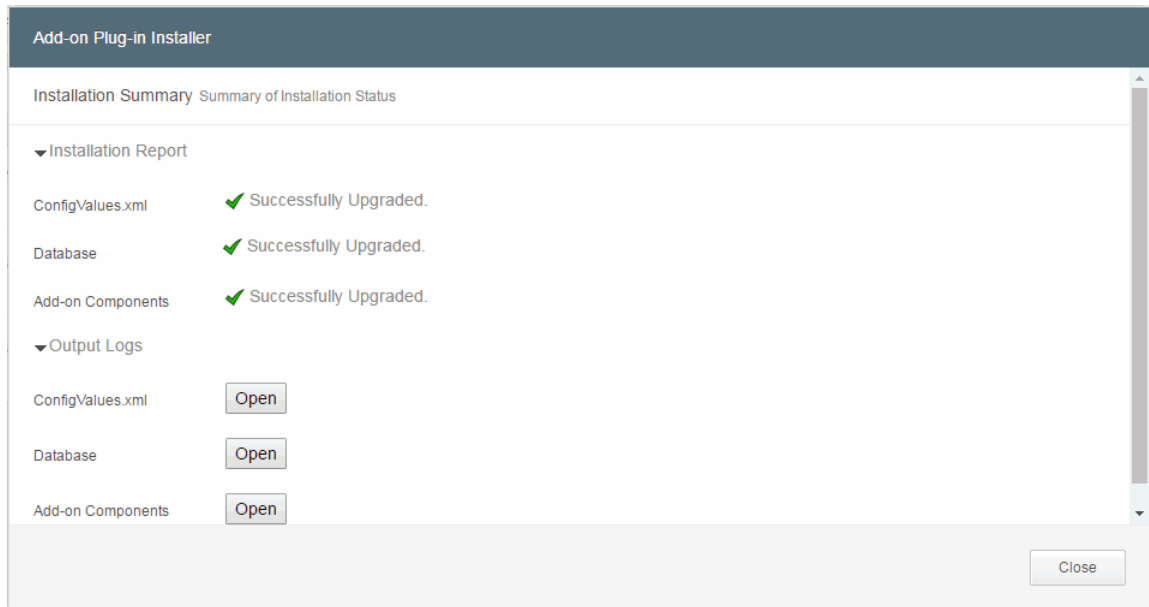 Add-on Plug-in Installer
Installation Summary Summary of Installation Status
Installation Report
ConfigValues.xml Successfully Upgraded.
Database Successfully Upgraded.
Add-on Components Successfully Upgraded.
Output Logs
ConfigValues.xml Open
Database Open
Add-on Components Open
Close